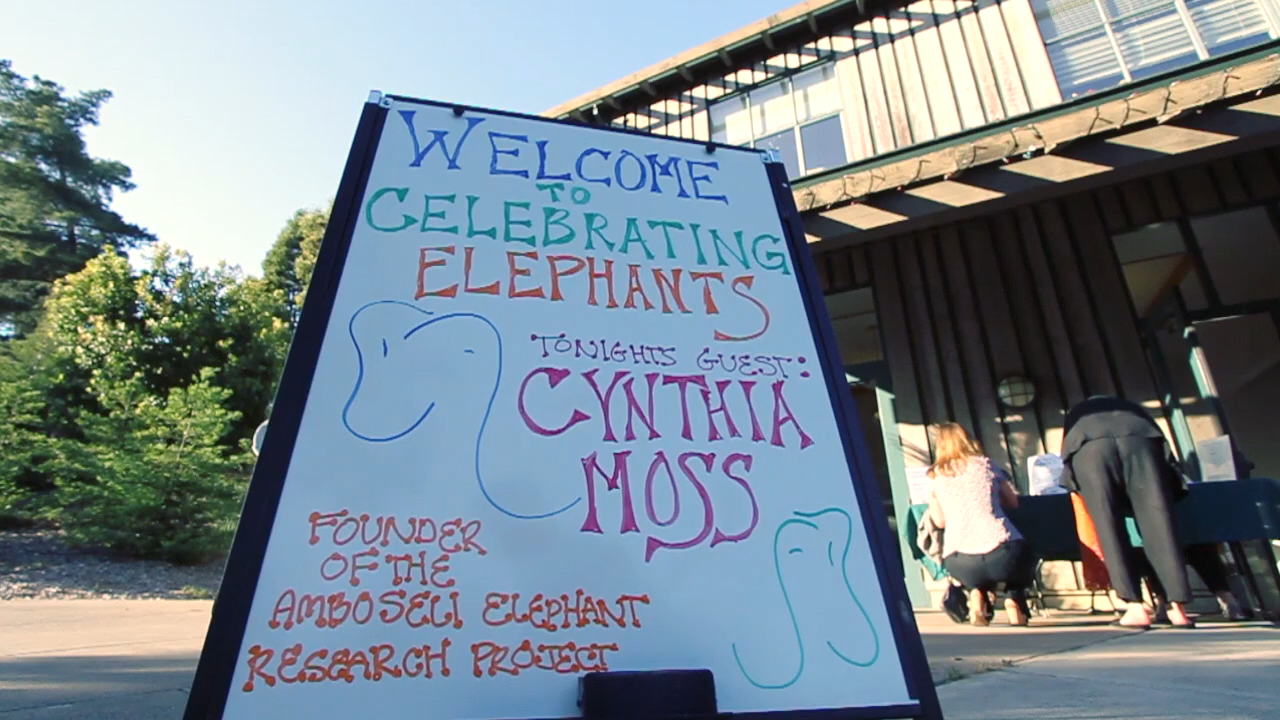 WELCOME
TO
CELEBRATING
ELEPHANTS
TONIGHTS GUEST:
CYNTHIA
MOSS
FOUNDER
OF THE
AMBOSELI ELEPHANT
RESEARCH PROJECT